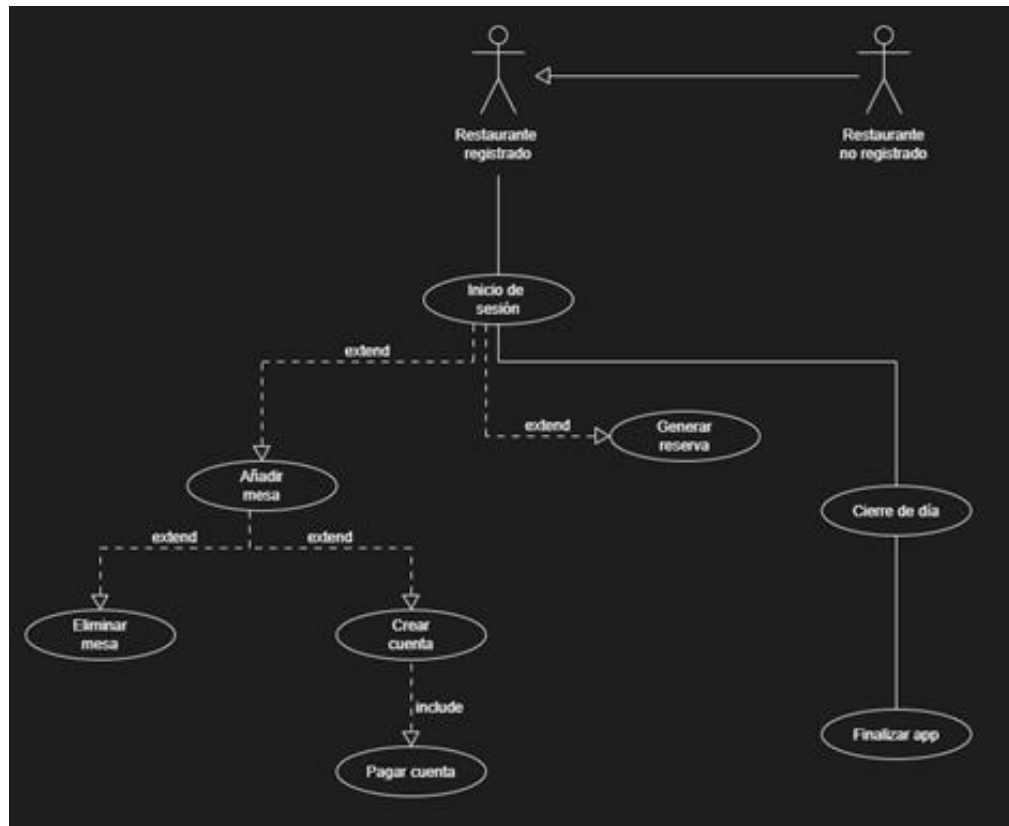 Restaurante
registrado
Restaurante
no registrado
Inicio de
sesión
extend
extend
Generar
reserva
Añadir
mesa
Cierre de día
extend
extend
Eliminar
mesa
Crear
cuenta
include
Finalizar app
Pagar cuenta